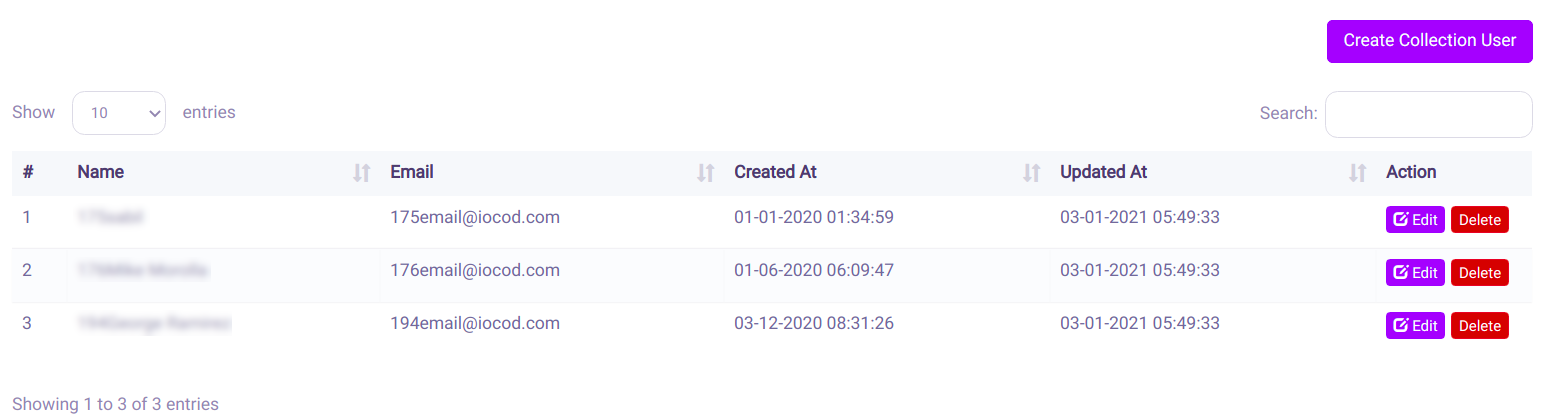 Create Collection User
Show 10 entries Search:
# Name Email Created At Updated At Action
1 175email@iocod.com 01-01-2020 01:34:59 03-01-2021 05:49:33 Edit Delete
2 176email@iocod.com 01-06-2020 06:09:47 03-01-2021 05:49:33 Edit Delete
3 194email@iocod.com 03-12-2020 08:31:26 03-01-2021 05:49:33 Edit Delete
Showing 1 to 3 of 3 entries